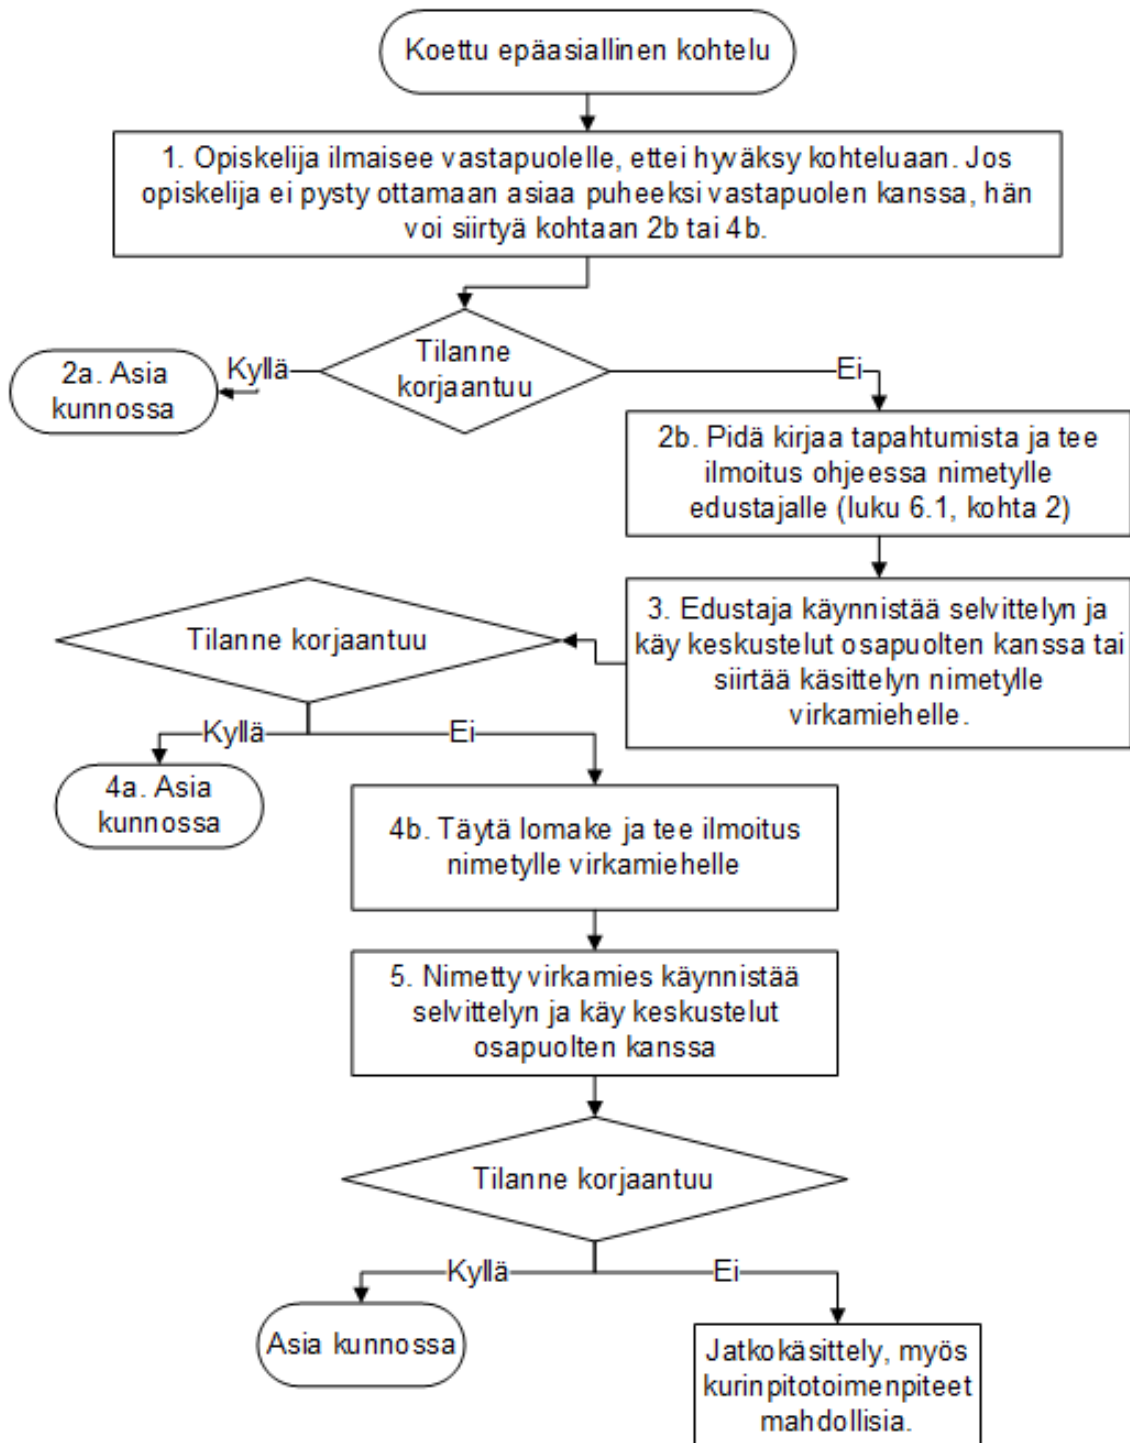 Koettu epäasiallinen kohtelu
1. Opiskelija ilmaisee vastapuolelle, ettei hyväksy kohteluaan. Jos
opiskelija ei pysty ottamaan asiaa puheeksi vastapuolen kanssa, hän
voi siirtyä kohtaan 2b tai 4b.
Tilanne
korjaantuu
Kyllä
Ei
2a. Asia
kunnossa
2b. Pidä kirjaa tapahtumista ja tee
ilmoitus ohjeessa nimetylle
edustajalle (luku 6.1, kohta 2)
3. Edustaja käynnistää selvittelyn ja
käy keskustelut osapuolten kanssa tai
siirtää käsittelyn nimetylle
virkamiehelle.
Tilanne korjaantuu
Kyllä
Ei
4a. Asia
kunnossa
4b. Täytä lomake ja tee ilmoitus
nimetylle virkamiehelle
5. Nimetty virkamies käynnistää
selvittelyn ja käy keskustelut
osapuolten kanssa
Tilanne korjaantuu
Kyllä
Ei
Asia kunnossa
Jatkokäsittely, myös
kurinpitotoimenpiteet
mahdollisia.